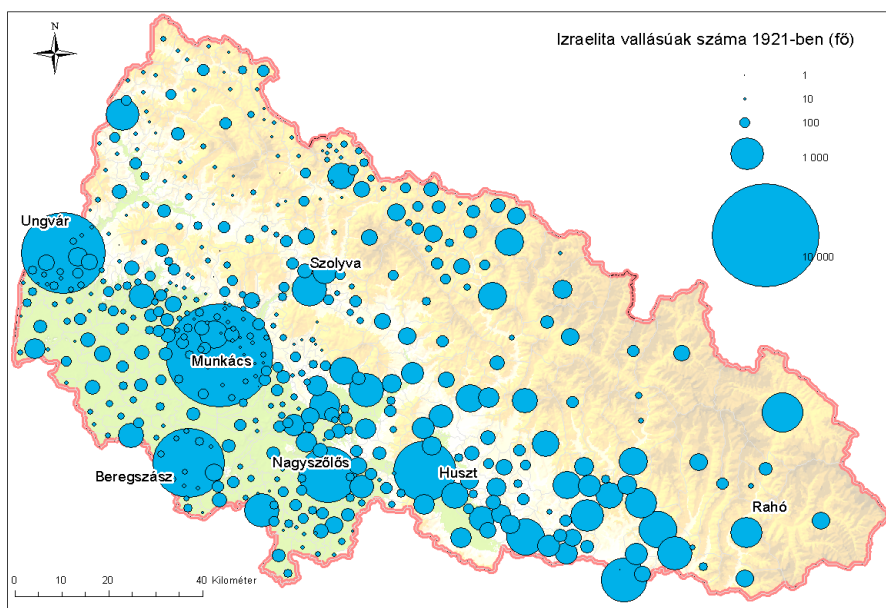 N
Izraelita vallásúak száma 1921-ben (fő)
1
10
100
1 000
10 000
Ungvár
Szolyva
Munkács
Beregszász
Nagyszőlős
Huszt
Rahó
0 10 20 40 Kilométer